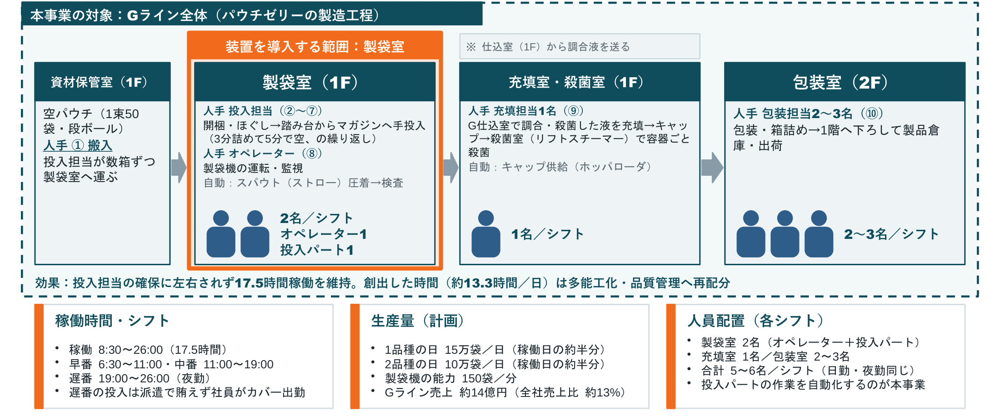 本事業の対象：Gライン全体（パウチゼリーの製造工程）
装置を導入する範囲：製袋室
※ 仕込室（1F）から調合液を送る
資材保管室（1F）
空パウチ（1束50
袋・段ボール）
人手 ① 搬入
投入担当が数箱ずつ
製袋室へ運ぶ
製袋室（1F）
人手 投入担当（②〜⑦）
開梱・ほぐし→踏み台からマガジンへ手投入
（3分詰めて5分で空、の繰り返し）
人手 オペレーター（⑧）
製袋機の運転・監視
自動：スパウト（ストロー）圧着→検査
2名／シフト
オペレーター1
投入パート1
充填室・殺菌室（1F）
人手 充填担当1名（⑨）
G仕込室で調合・殺菌した液を充填→キャッ
プ→殺菌室（リフトスチーマー）で容器ごと
殺菌
自動：キャップ供給（ホッパローダ）
1名／シフト
包装室（2F）
人手 包装担当2〜3名（⑩）
包装・箱詰め→1階へ下ろして製品倉
庫・出荷
2〜3名／シフト
効果：投入担当の確保に左右されず17.5時間稼働を維持。創出した時間（約13.3時間／日）は多能工化・品質管理へ再配分
稼働時間・シフト
• 稼働 8:30〜26:00（17.5時間）
• 早番 6:30〜11:00・中番 11:00〜19:00
• 遅番 19:00〜26:00（夜勤）
• 遅番の投入は派遣で賄えず社員がカバー出勤
生産量（計画）
• 1品種の日 15万袋／日（稼働日の約半分）
• 2品種の日 10万袋／日（稼働日の約半分）
• 製袋機の能力 150袋／分
• Gライン売上 約14億円（全社売上比 約13%）
人員配置（各シフト）
• 製袋室 2名（オペレーター＋投入パート）
• 充填室 1名／包装室 2〜3名
• 合計 5〜6名／シフト（日勤・夜勤同じ）
• 投入パートの作業を自動化するのが本事業